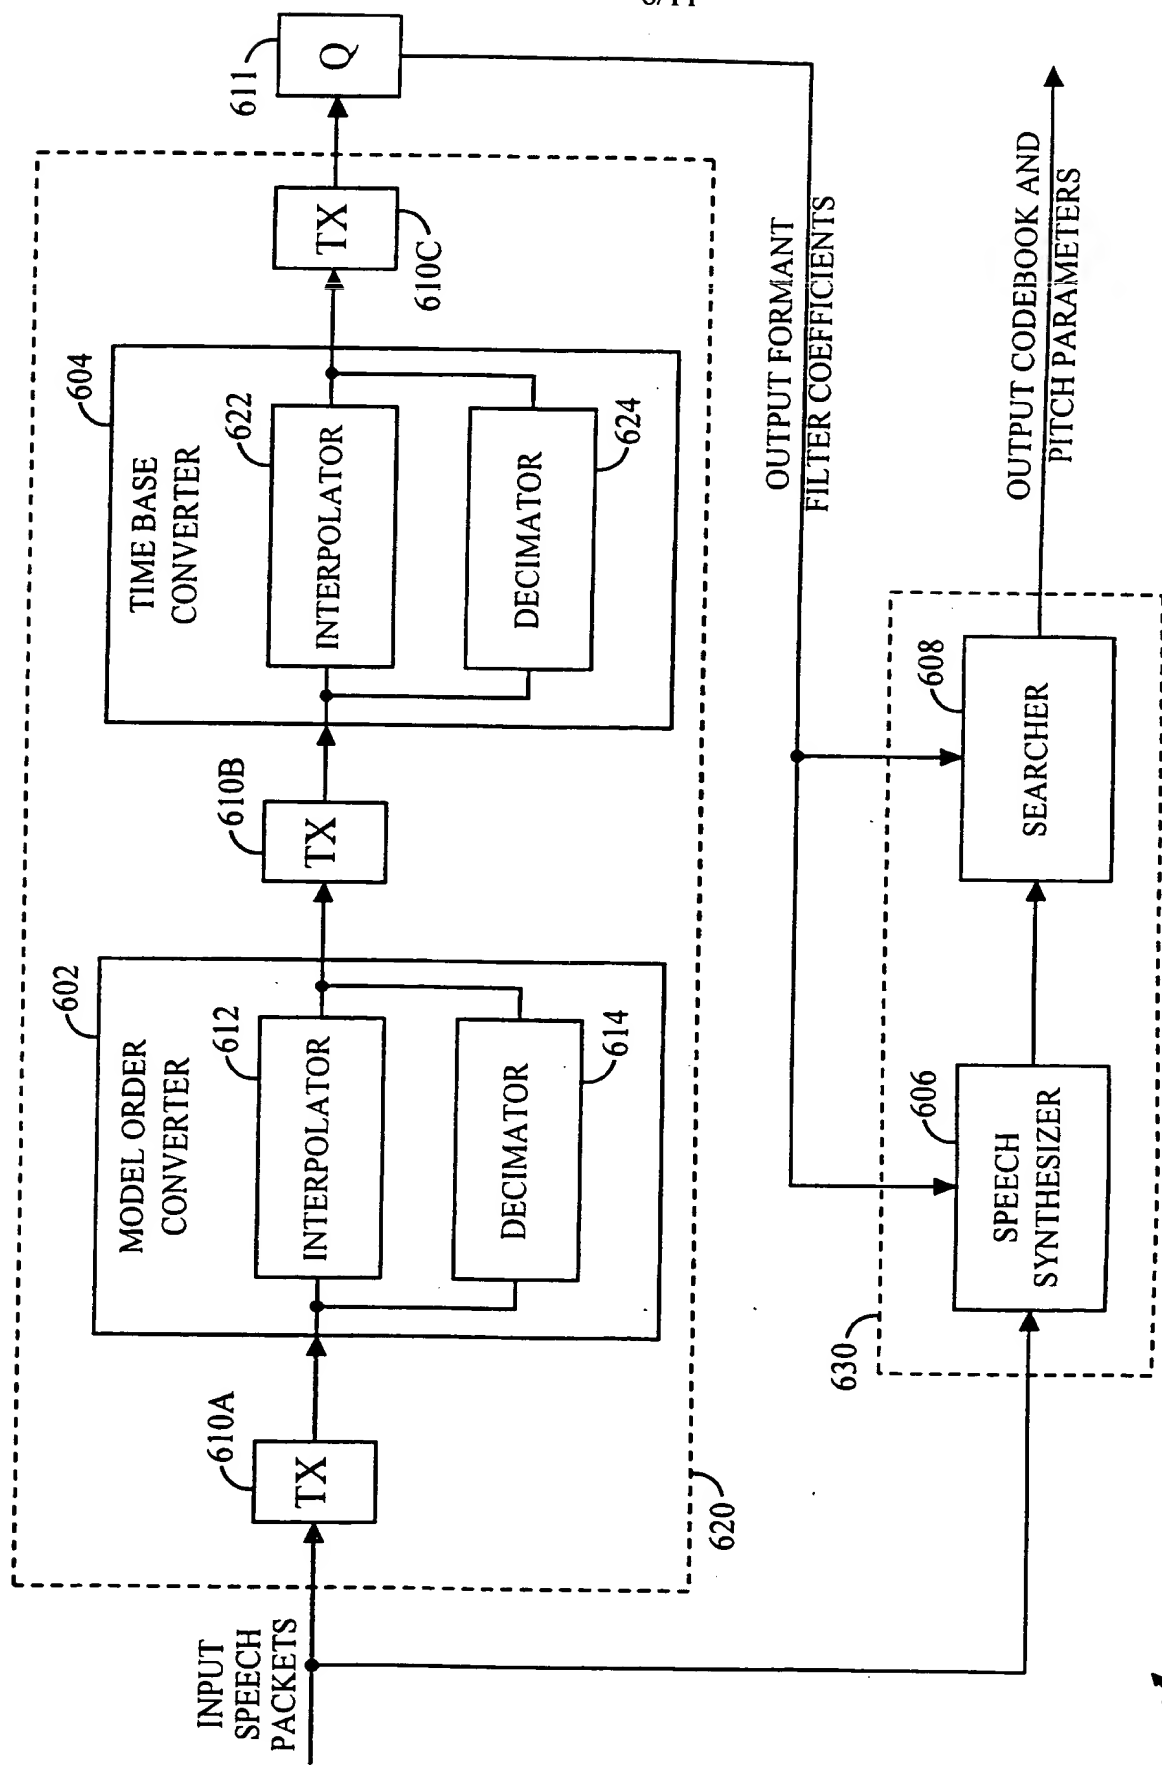 INPUT
SPEECH
PACKETS
610A
TX
602
MODEL ORDER
CONVERTER
612
INTERPOLATOR
DECIMATOR
614
610B
TX
604
TIME BASE
CONVERTER
622
INTERPOLATOR
DECIMATOR
624
TX
610C
611
Q
620
OUTPUT FORMANT
FILTER COEFFICIENTS
630
606
SPEECH
SYNTHESIZER
608
SEARCHER
OUTPUT CODEBOOK AND
PITCH PARAMETERS